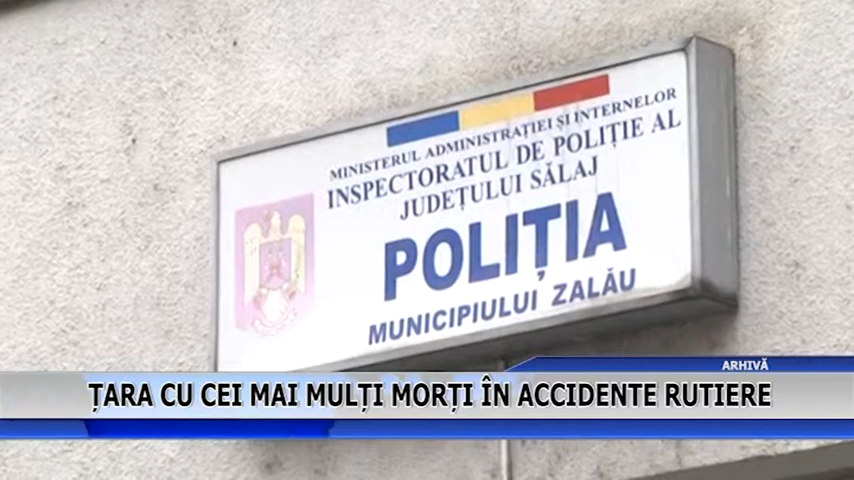 MINISTERUL ADMINISTRAȚIEI ȘI INTERNELOR
INSPECTORATUL DE POLIȚIE AL
JUDEȚULUI SĂLAJ
POLIȚIA
MUNICIPIULUI ZALĂU
ARHIVĂ
ȚARA CU CEI MAI MULȚI MORȚI ÎN ACCIDENTE RUTIERE